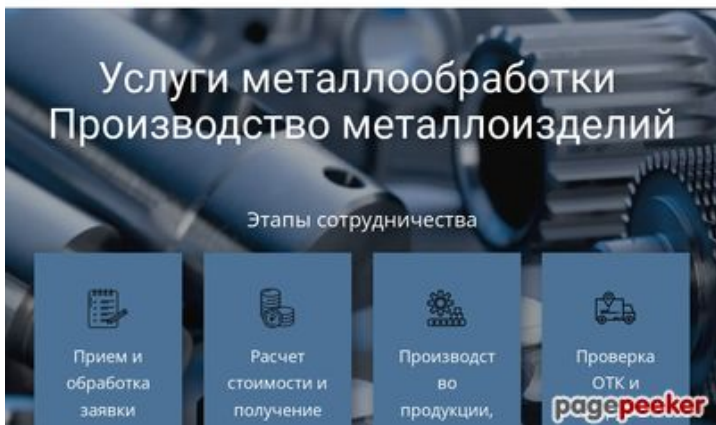 Услуги металлообработки
Производство металлоизделий
Этапы сотрудничества
Прием и
обработка
заявки
Расчет
стоимости и
получение
Производст
во
продукции,
Проверка
ОТК и
pagepeeker